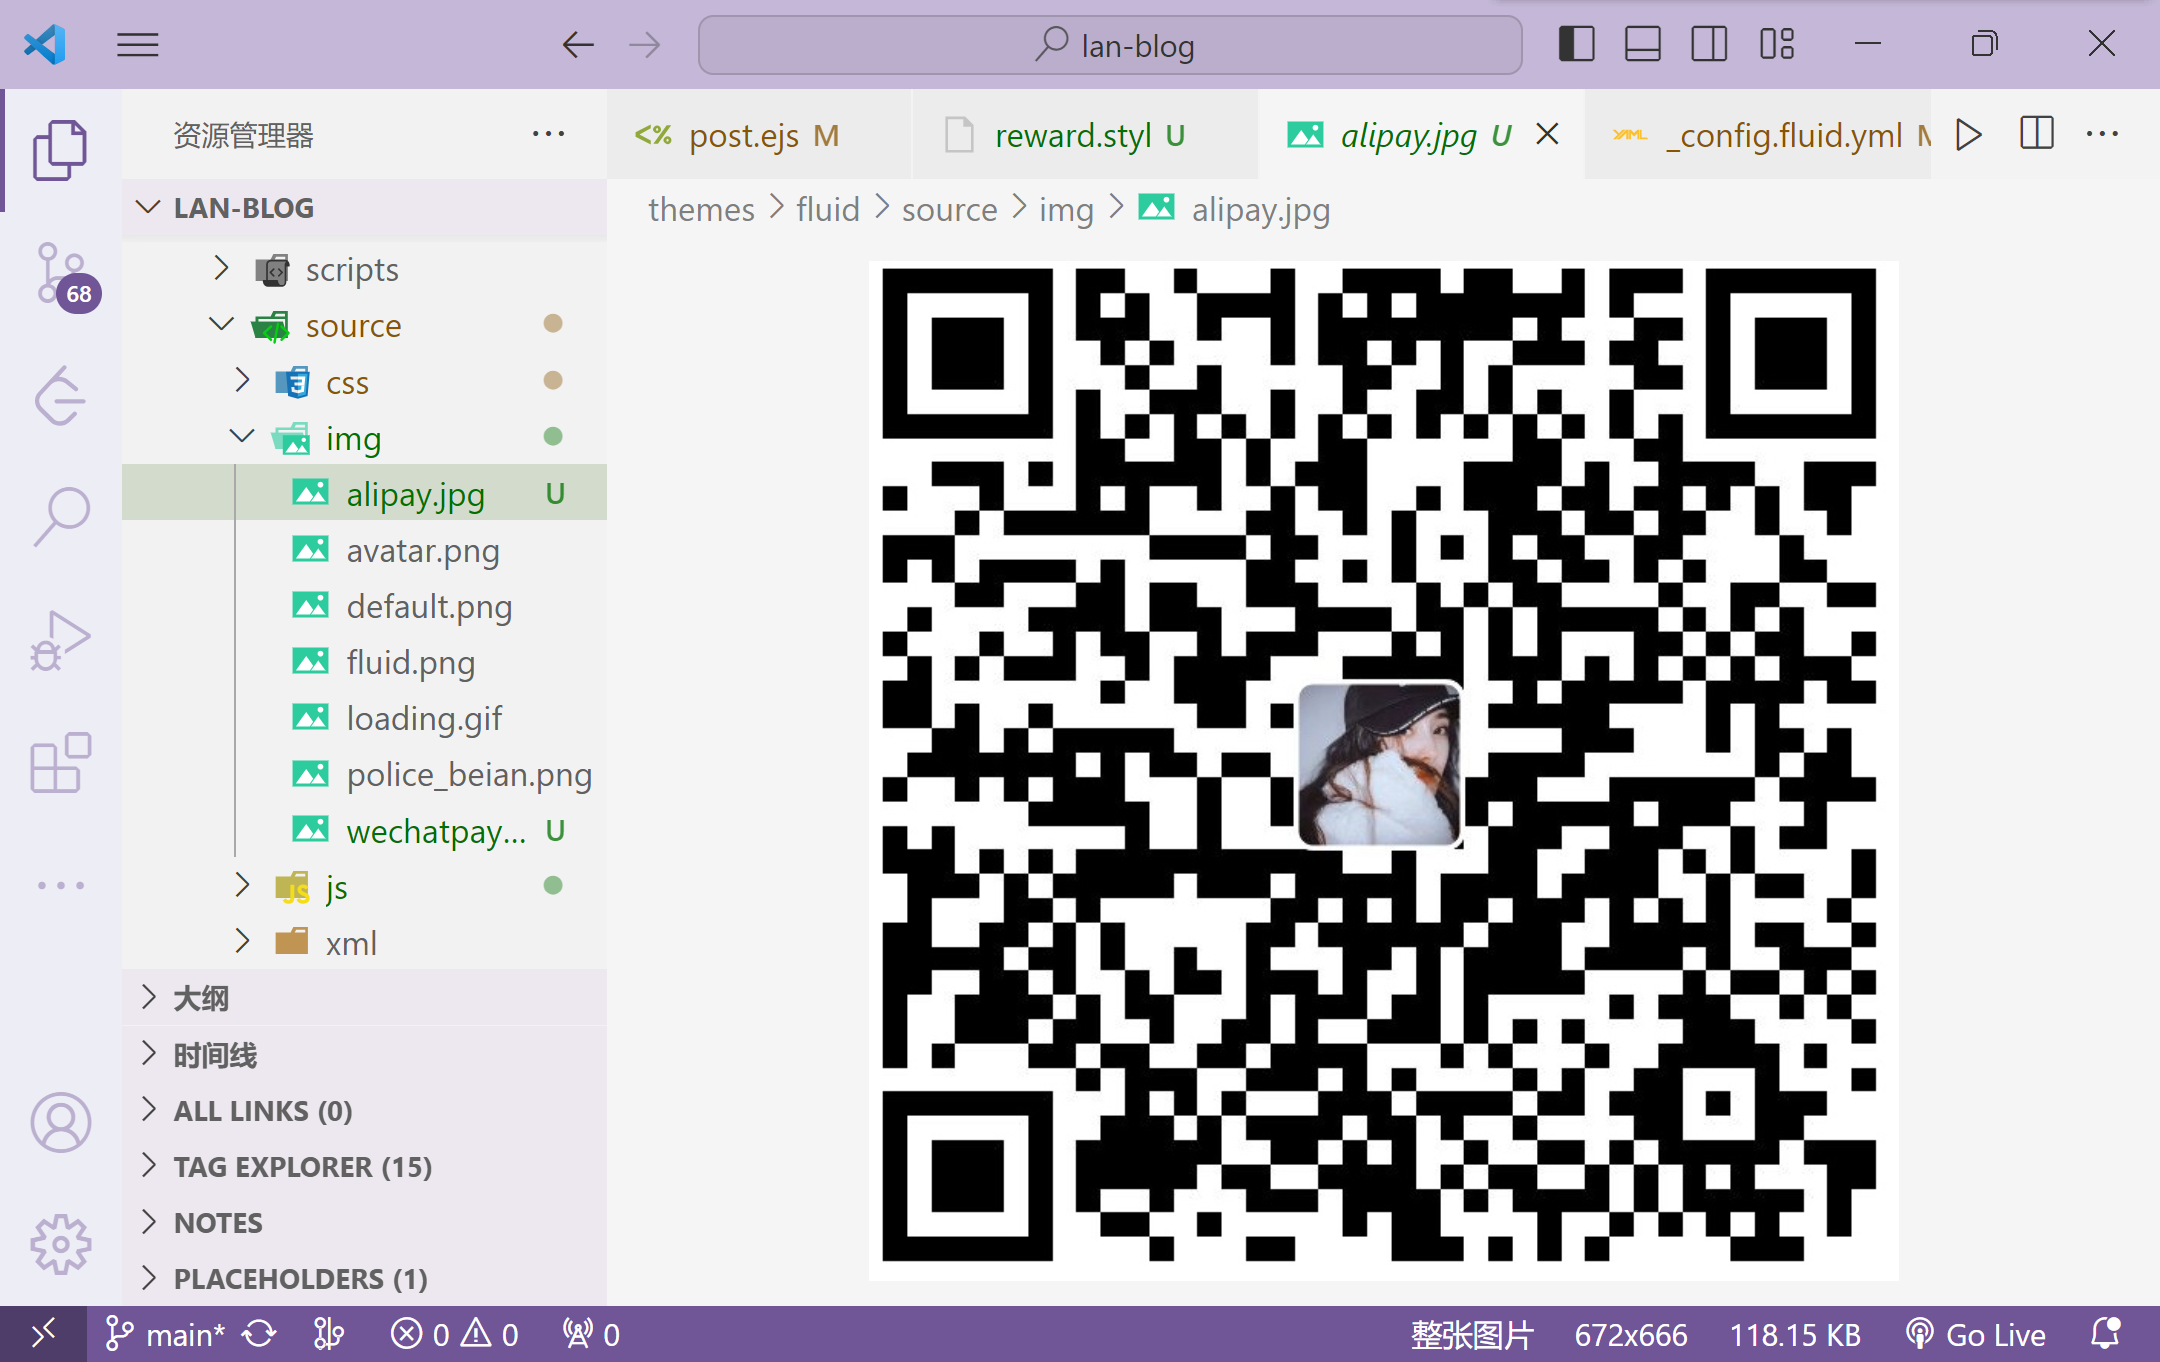 lan-blog
资源管理器
<% post.ejs M
reward.styl U
alipay.jpg U
YAML _config.fluid.yml M
LAN-BLOG
themes > fluid > source > img > alipay.jpg
scripts
68
source
css
img
alipay.jpg U
avatar.png
default.png
fluid.png
loading.gif
police_beian.png
wechatpay... U
JS js
xml
大纲
时间线
ALL LINKS (0)
TAG EXPLORER (15)
NOTES
PLACEHOLDERS (1)
main* 0 0 0 整张图片 672x666 118.15 KB Go Live